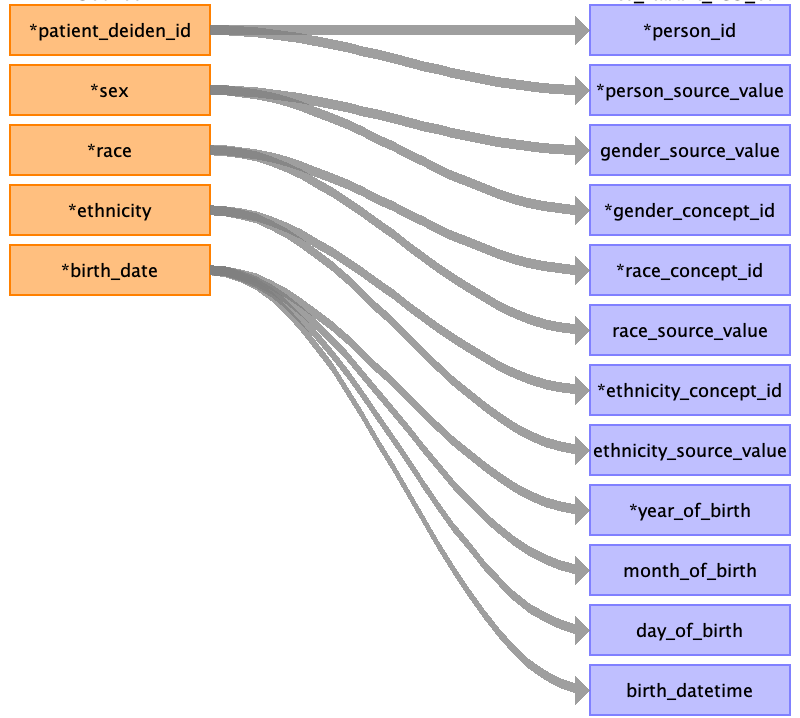 *patient_deiden_id
*sex
*race
*ethnicity
*birth_date
*person_id
*person_source_value
gender_source_value
*gender_concept_id
*race_concept_id
race_source_value
*ethnicity_concept_id
ethnicity_source_value
*year_of_birth
month_of_birth
day_of_birth
birth_datetime